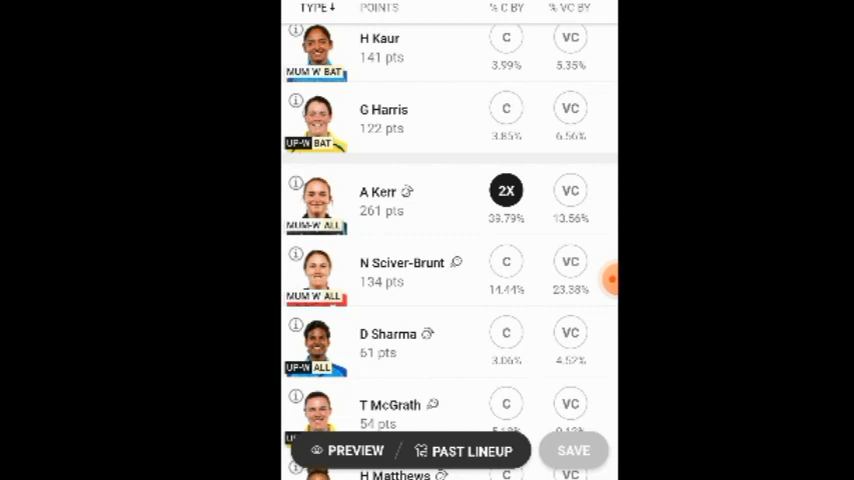 TYPE↓ POINTS % C BY % VC BY
H Kaur
141 pts
C VC
3.99% 5.35%
MUM W BAT
G Harris
122 pts
C VC
3.85% 6.56%
UP-W BAT
A Kerr
261 pts
2X VC
39.79% 13.56%
MUM-W ALL
N Sciver-Brunt
134 pts
C VC
14.44% 23.38%
MUM W ALL
D Sharma
61 pts
C VC
3.06% 4.52%
UP-W ALL
T McGrath
54 pts
C VC
PREVIEW / PAST LINEUP SAVE
H Matthews
C VC